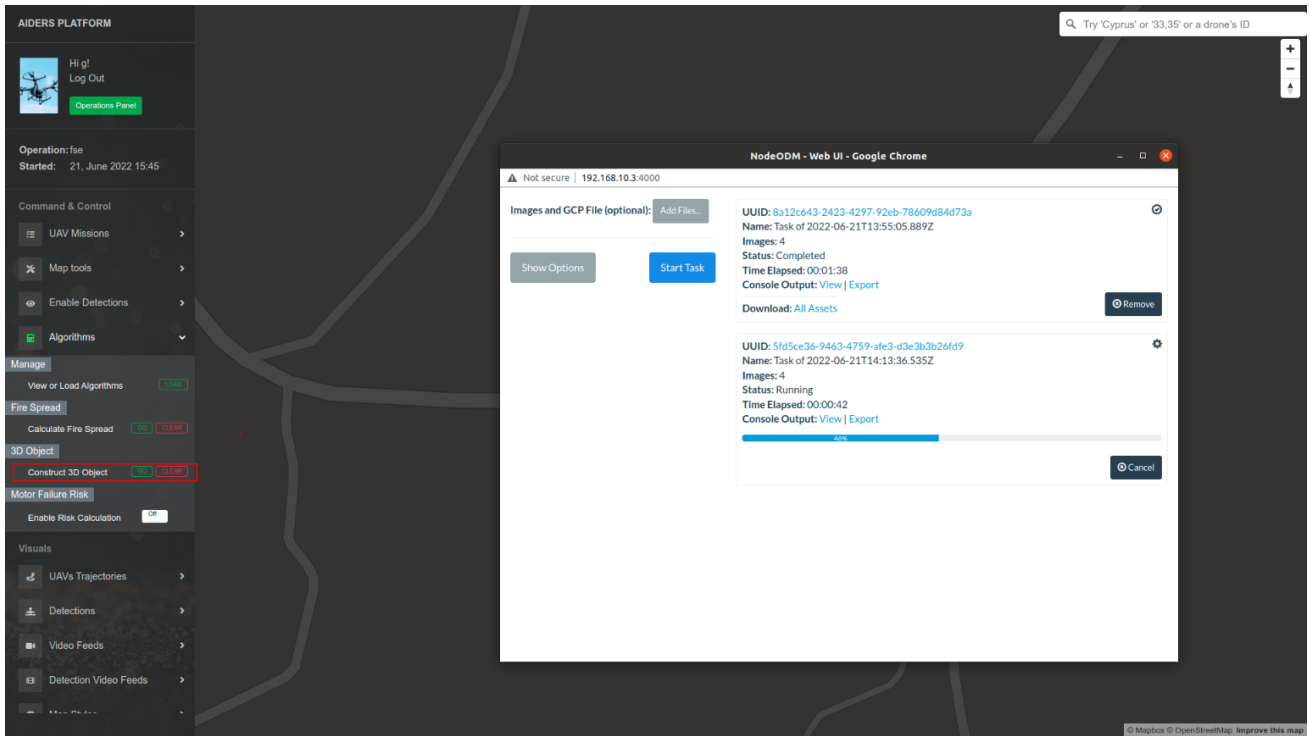 AIDERS PLATFORM
Hi g!
Log Out
Operations Panel
Operation: fse
Started: 21, June 2022 15:45
Command & Control
UAV Missions
Map tools
Enable Detections
Algorithms
Manage
View or Load Algorithms LOAD
Fire Spread
Calculate Fire Spread GO CLEAR
3D Object
Construct 3D Object GO CLEAR
Motor Failure Risk
Enable Risk Calculation Off
Visuals
UAVs Trajectories
Detections
Video Feeds
Detection Video Feeds
Map Styles
Try 'Cyprus' or '33,35' or a drone's ID
NodeODM - Web UI - Google Chrome
Not secure | 192.168.10.3:4000
Images and GCP File (optional): Add Files...
Show Options Start Task
UUID: 8a12c643-2423-4297-92eb-78609d84d73a
Name: Task of 2022-06-21T13:55:05.889Z
Images: 4
Status: Completed
Time Elapsed: 00:01:38
Console Output: View | Export
Remove
Download: All Assets
UUID: 5fd5ce36-9463-4759-afe3-d3e3b3b26fd9
Name: Task of 2022-06-21T14:13:36.535Z
Images: 4
Status: Running
Time Elapsed: 00:00:42
Console Output: View | Export
46%
Cancel
© Mapbox © OpenStreetMap Improve this map